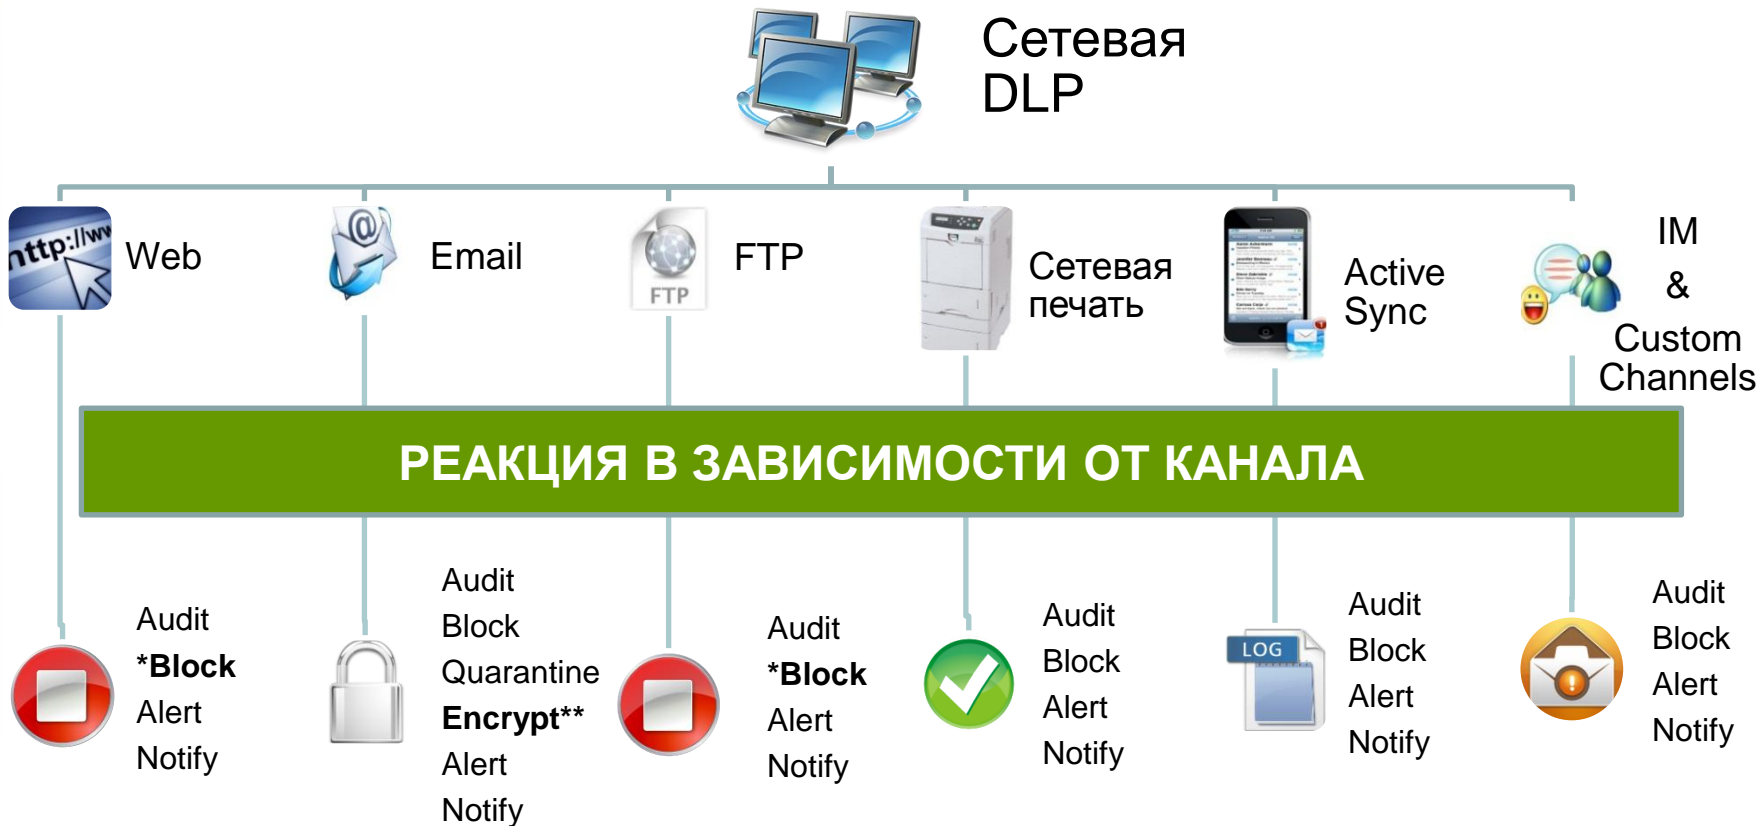 Сетевая
DLP
http://ww
Web
Email
FTP
FTP
Сетевая
печать
Active
Sync
IM
&
Custom
Channels
РЕАКЦИЯ В ЗАВИСИМОСТИ ОТ КАНАЛА
Audit
*Block
Alert
Notify
Audit
Block
Quarantine
Encrypt**
Alert
Notify
Audit
*Block
Alert
Notify
Audit
Block
Alert
Notify
LOG
Audit
Block
Alert
Notify
Audit
Block
Alert
Notify